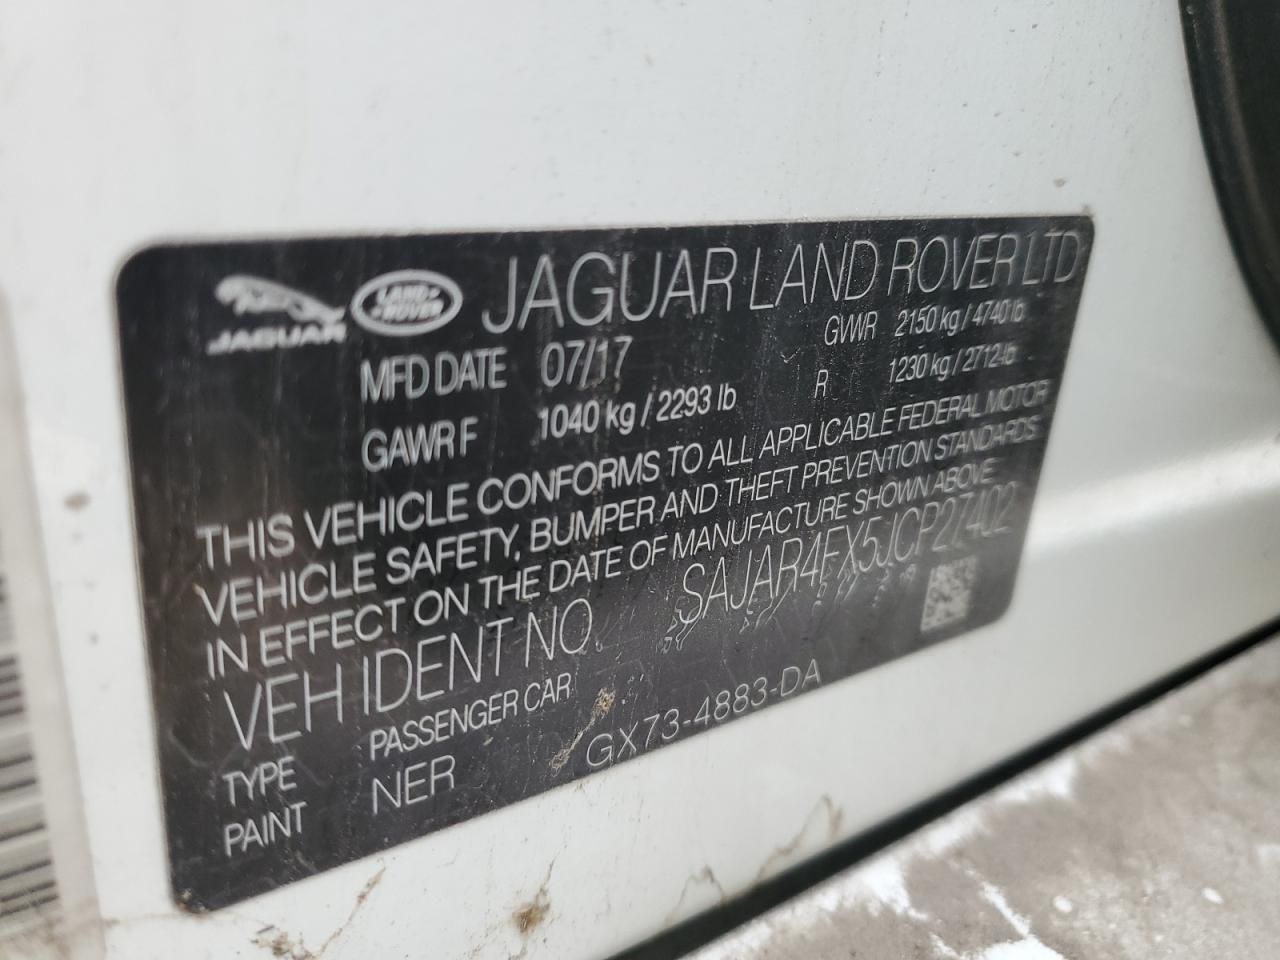 JAGUAR LAND ROVER JAGUAR LAND ROVER LTD
MFD DATE 07/17 GVWR 2150 kg / 4740 lb
GAWR F 1040 kg / 2293 lb R 1230 kg / 2712 lb
THIS VEHICLE CONFORMS TO ALL APPLICABLE FEDERAL MOTOR
VEHICLE SAFETY, BUMPER AND THEFT PREVENTION STANDARDS
IN EFFECT ON THE DATE OF MANUFACTURE SHOWN ABOVE
VEH IDENT NO. SAJAR4FX5JCP27402
TYPE PASSENGER CAR
PAINT NER GX73-4883-DA